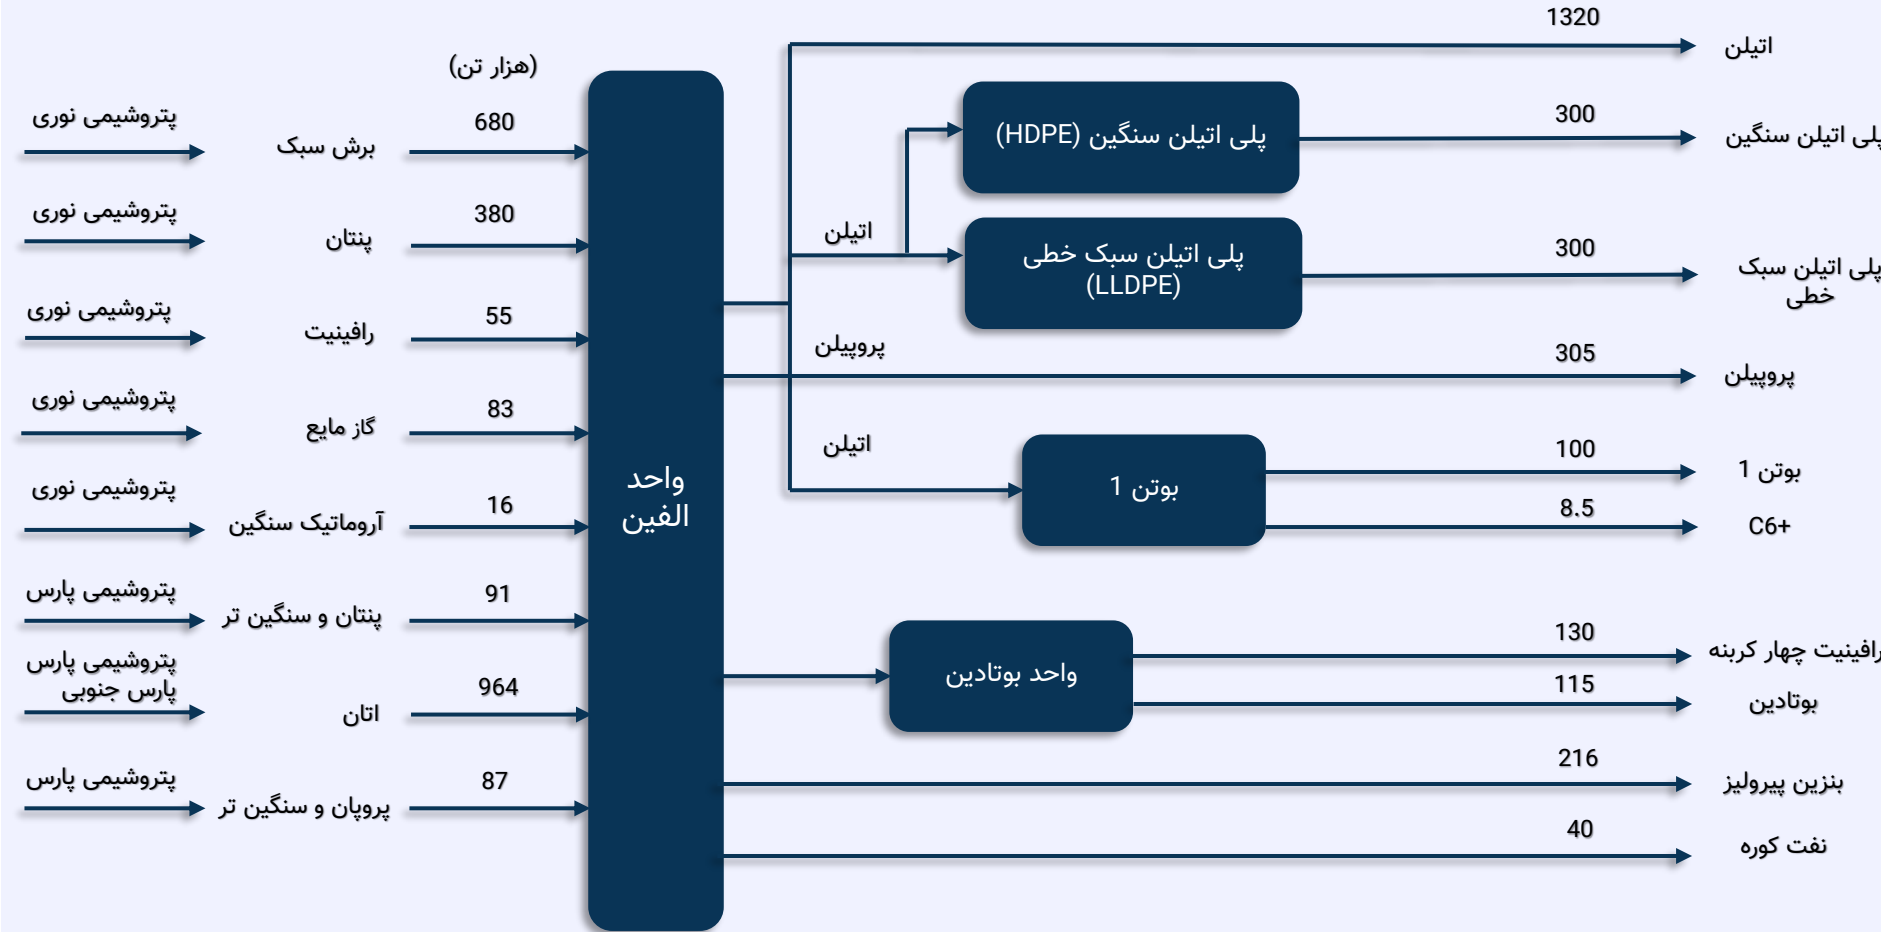 (هزار تن)
پتروشیمی نوری
برش سبک
680
پتروشیمی نوری
پنتان
380
پتروشیمی نوری
رافینیت
55
پتروشیمی نوری
گاز مایع
83
پتروشیمی نوری
آروماتیک سنگین
16
پتروشیمی پارس
پنتان و سنگین تر
91
پتروشیمی پارس
پارس جنوبی
اتان
964
پتروشیمی پارس
پروپان و سنگین تر
87
واحد
الفین
1320
اتیلن
اتیلن
پلی اتیلن سنگین (HDPE)
300
پلی اتیلن سنگین
پلی اتیلن سبک خطی
(LLDPE)
300
پلی اتیلن سبک
خطی
پروپیلن
305
پروپیلن
اتیلن
بوتن 1
100
بوتن 1
8.5
C6+
واحد بوتادین
130
رافینیت چهار کربنه
115
بوتادین
216
بنزین پیرولیز
40
نفت کوره